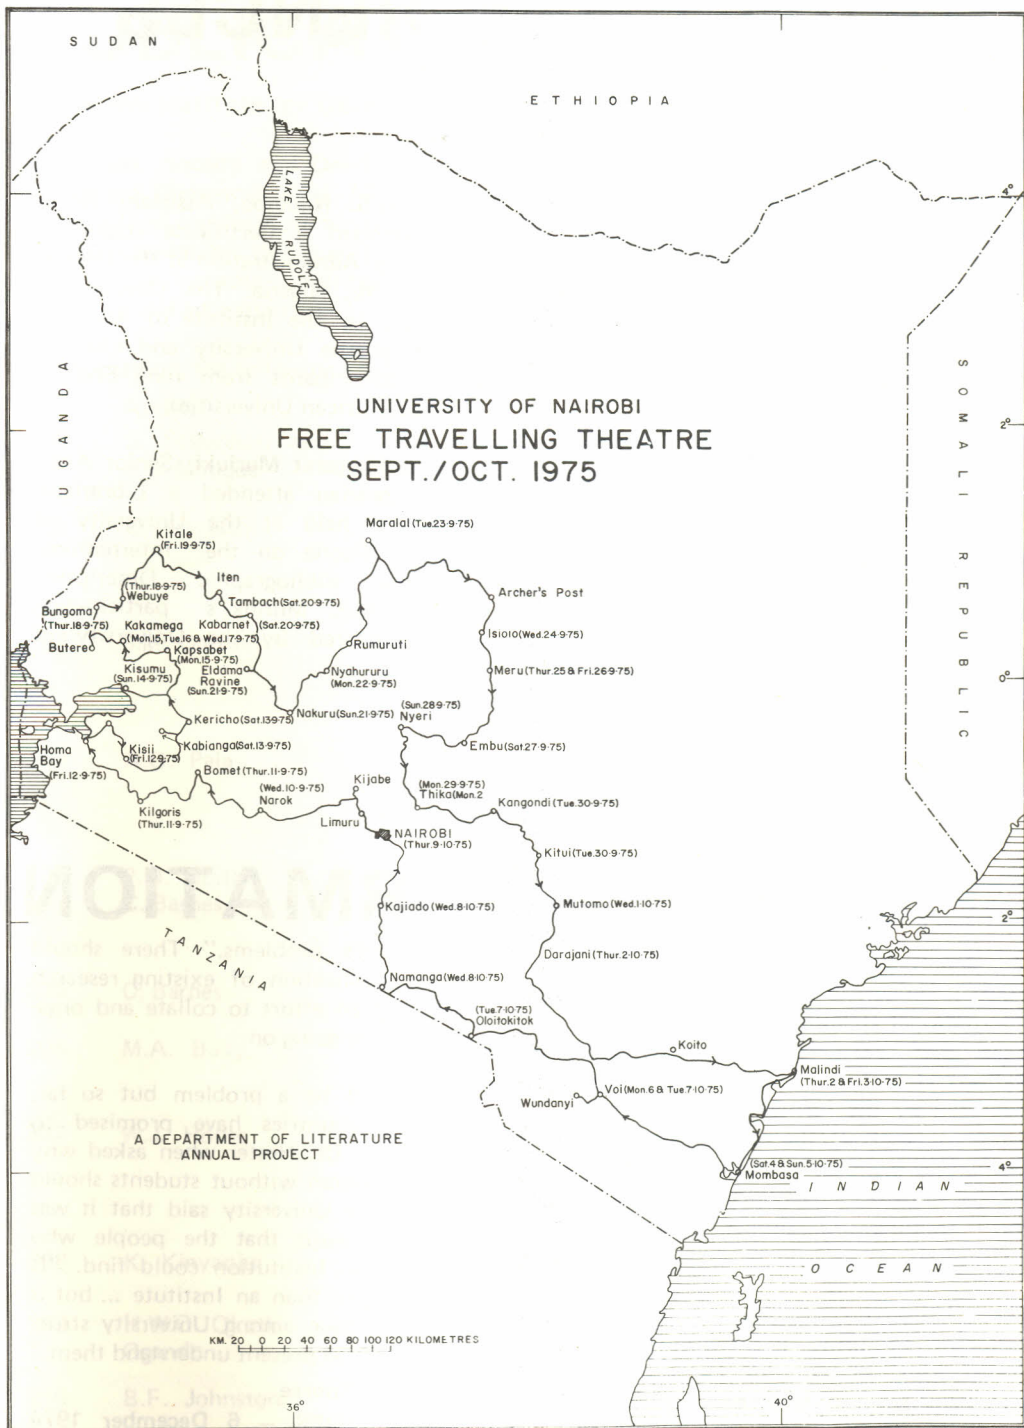 SUDAN
ETHIOPIA
LAKE RUDOLF
4°
UGANDA
SOMALI REPUBLIC
UNIVERSITY OF NAIROBI
FREE TRAVELLING THEATRE
SEPT./OCT. 1975
2°
Maralal (Tue.23.9.75)
Kitale
(Fri.19.9.75)
Iten
(Thur.18.9.75)
Webuye
Tambach (Sat.20.9.75)
Archer's Post
Bungoma
(Thur.18.9.75)
Kabarnet
(Sat.20.9.75)
Kakamega
(Mon.15,Tue.16 & Wed.17.9.75)
Isiolo (Wed.24.9.75)
Butere
Kapsabet
(Mon.15.9.75)
Rumuruti
Kisumu
(Sun.14.9.75)
Eldama
Ravine
(Sun.21.9.75)
Nyahururu
(Mon.22.9.75)
Meru (Thur.25 & Fri.26.9.75)
0°
Nakuru (Sun.21.9.75)
(Sun.28.9.75)
Nyeri
Kericho (Sat.13.9.75)
Kabianga (Sat.13.9.75)
Embu (Sat.27.9.75)
Homa
Bay
(Fri.12.9.75)
Kisii
(Fri.12.9.75)
Bomet (Thur.11.9.75)
(Wed.10.9.75)
Narok
Kijabe
(Mon.29.9.75)
Thika (Mon.2
Kangondi (Tue.30.9.75)
Kilgoris
(Thur.11.9.75)
Limuru
NAIROBI
(Thur.9.10.75)
Kitui (Tue.30.9.75)
Kajiado (Wed.8.10.75)
Mutomo (Wed.1.10.75)
2°
TANZANIA
Darajani (Thur.2.10.75)
Namanga (Wed.8.10.75)
(Tue.7.10.75)
Oloitokitok
Koito
Malindi
(Thur.2 & Fri.3.10.75)
Voi (Mon.6 & Tue.7.10.75)
Wundanyi
A DEPARTMENT OF LITERATURE
ANNUAL PROJECT
(Sat.4 & Sun.5.10.75)
Mombasa
4°
INDIAN
OCEAN
KM. 20 0 20 40 60 80 100 120 KILOMETRES
36°
40°